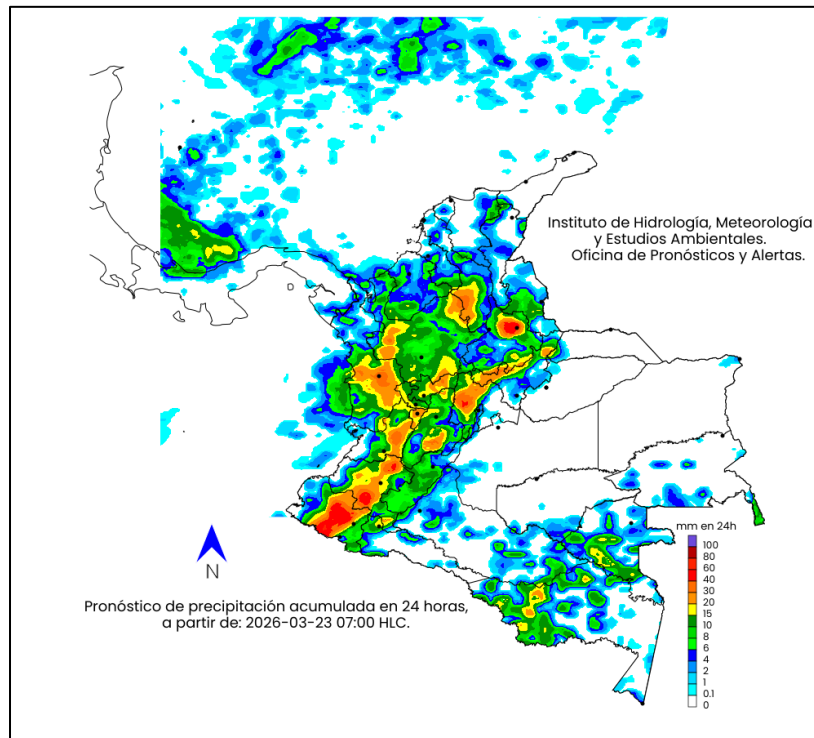 Instituto de Hidrología, Meteorología
y Estudios Ambientales.
Oficina de Pronósticos y Alertas.
N
Pronóstico de precipitación acumulada en 24 horas,
a partir de: 2026-03-23 07:00 HLC.
mm en 24h
100
80
60
40
30
20
15
10
8
6
4
2
1
0.1
0